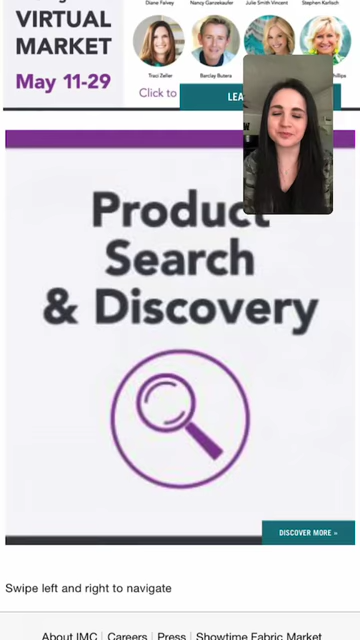 Diane Falvey Nancy Ganzekaufer Julie Smith Vincent Stephen Karlisch
VIRTUAL
MARKET
May 11-29
Traci Zeller Barclay Butera Phillips
Click to LEA
Product
Search
& Discovery
DISCOVER MORE »
Swipe left and right to navigate
About IMC | Careers | Press | Showtime Fabric Market